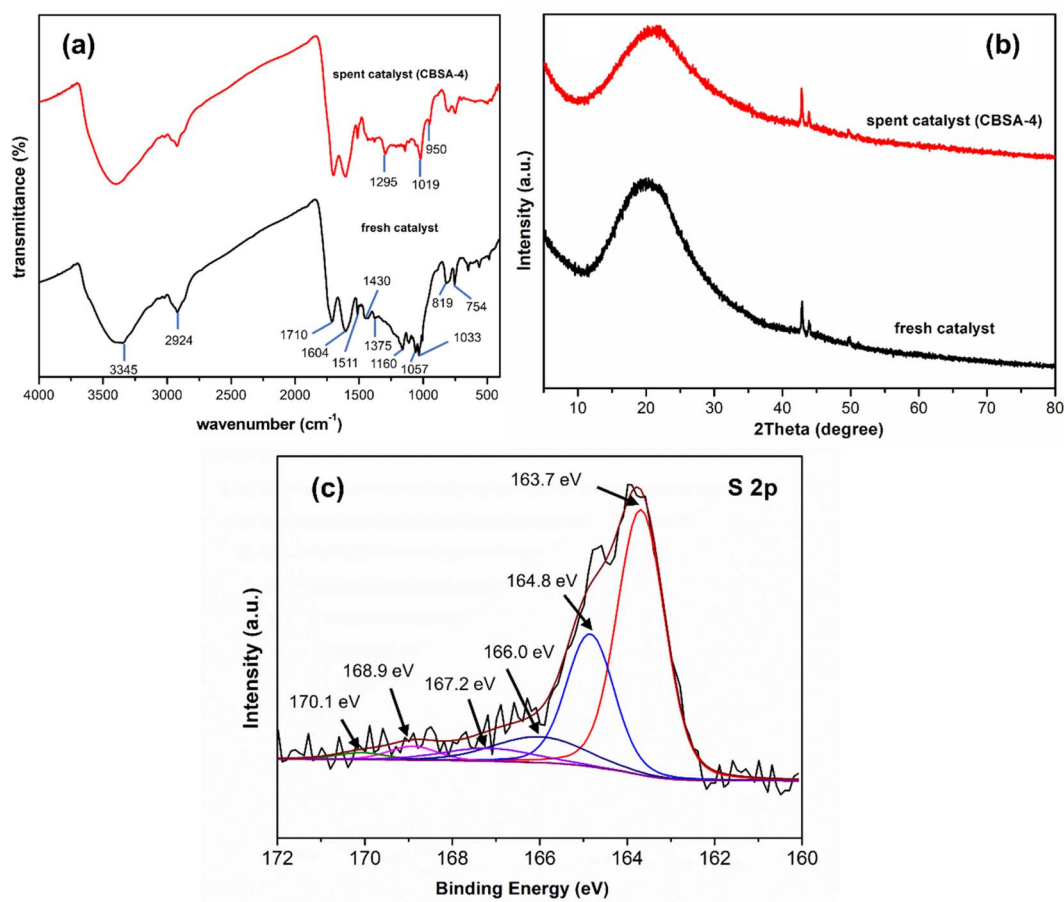 (a)
spent catalyst (CBSA-4)
950
1295
1019
fresh catalyst
1430
819
754
2924
1710
1604
1511
1375
1160
1057
1033
3345
transmittance (%)
4000 3500 3000 2500 2000 1500 1000 500
wavenumber (cm⁻¹)
(b)
spent catalyst (CBSA-4)
fresh catalyst
Intensity (a.u.)
10 20 30 40 50 60 70 80
2Theta (degree)
(c)
163.7 eV
S 2p
164.8 eV
166.0 eV
168.9 eV
167.2 eV
170.1 eV
Intensity (a.u.)
172 170 168 166 164 162 160
Binding Energy (eV)